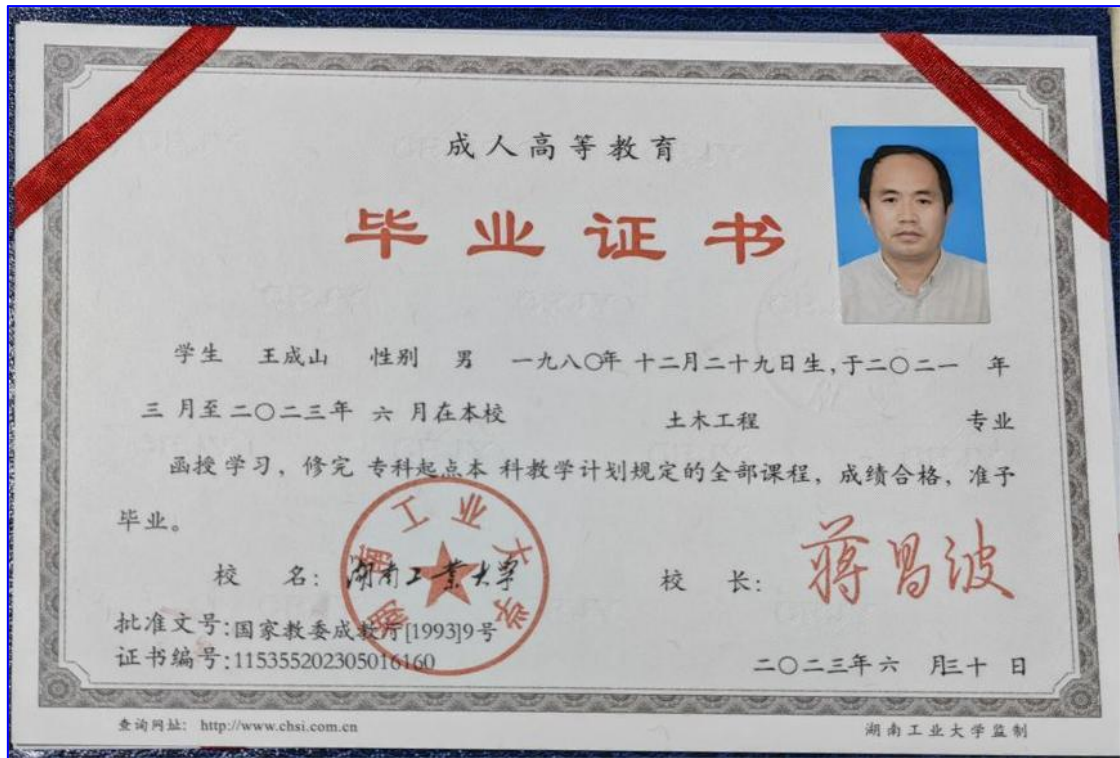 成人高等教育
毕业证书
学生 王成山 性别 男 一九八〇年 十二月二十九日生，于二〇二一 年
三 月至 二〇二三年 六 月在本校 土木工程 专业
函授 学习，修完 专科起点本 科教学计划规定的全部课程，成绩合格，准予
毕业。
校 名：湖南工業大学
湖南工业大学
校 长：蒋昌波
批准文号：国家教委成教厅[1993]9号
证书编号：115355202305016160
二〇二三年 六 月三十 日
查询网址：http://www.chsi.com.cn
湖南工业大学监制